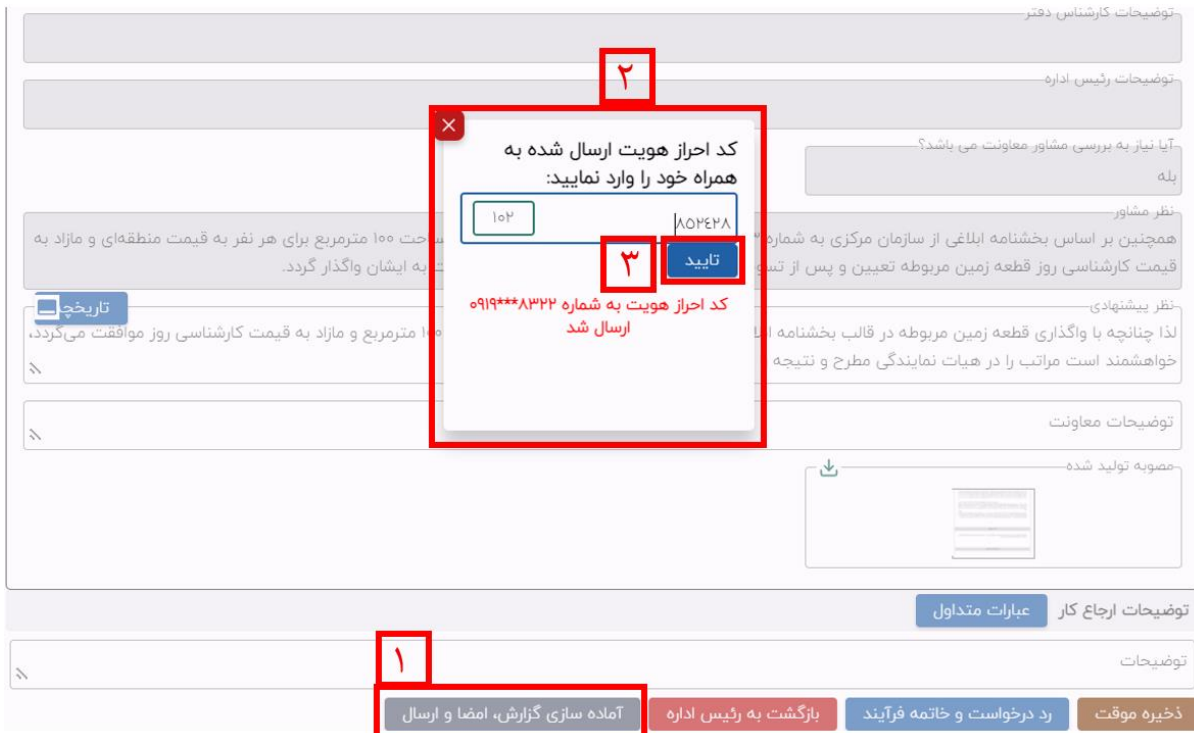 توضیحات کارشناس دفتر
۲
توضیحات رئیس اداره
کد احراز هویت ارسال شده به
همراه خود را وارد نمایید:
۱۰۲
۸۵۲۴۲۸
۳
تایید
کد احراز هویت به شماره ۰۹۱۹***۸۳۲۲
ارسال شد
آیا نیاز به بررسی مشاور معاونت می باشد؟
بله
نظر مشاور
همچنین بر اساس بخشنامه ابلاغی از سازمان مرکزی به شماره ساحت ۱۰۰ مترمربع برای هر نفر به قیمت منطقه‌ای و مازاد به
قیمت کارشناسی روز قطعه زمین مربوطه تعیین و پس از به ایشان واگذار گردد.
تاریخچه
نظر پیشنهادی
لذا چنانچه با واگذاری قطعه زمین مربوطه در قالب بخشنامه ۱۰۰ مترمربع و مازاد به قیمت کارشناسی روز موافقت می‌گردد،
خواهشمند است مراتب را در هیات نمایندگی مطرح و نتیجه
توضیحات معاونت
مصوبه تولید شده
توضیحات ارجاع کار عبارات متداول
توضیحات
۱
ذخیره موقت رد درخواست و خاتمه فرآیند بازگشت به رئیس اداره آماده سازی گزارش، امضا و ارسال